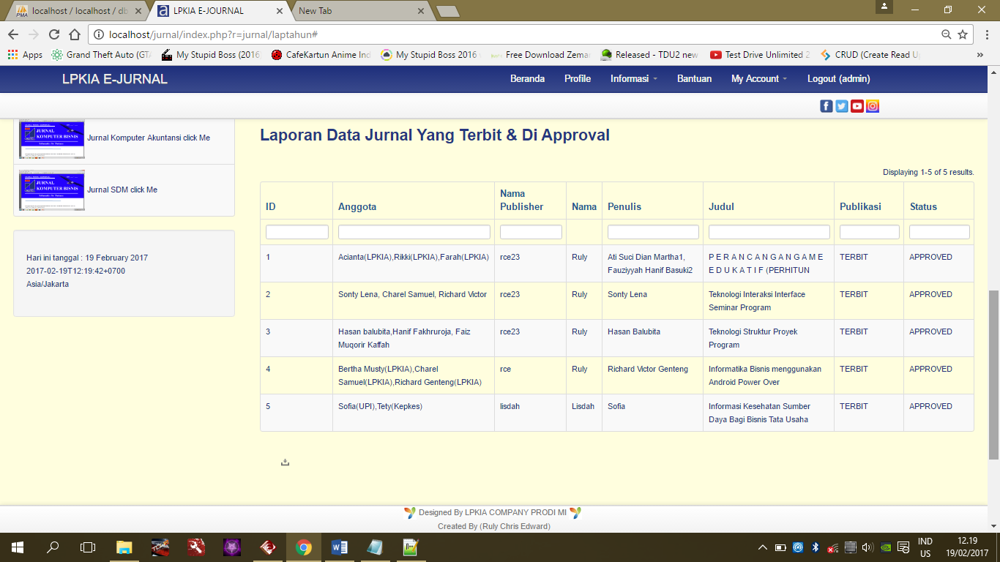 localhost / localhost / db
LPKIA E-JOURNAL
New Tab
localhost/jurnal/index.php?r=jurnal/laptahun#
Apps
Grand Theft Auto (GTA
My Stupid Boss (2016
CafeKartun Anime Ind
My Stupid Boss 2016
Free Download Zemar
Released - TDU2 new
Test Drive Unlimited 2
CRUD (Create Read U
LPKIA E-JURNAL
Beranda
Profile
Informasi
Bantuan
My Account
Logout (admin)
JURNAL
KOMPUTER BISNIS
Jurnal Komputer Akuntansi click Me
JURNAL
KOMPUTER BISNIS
Jurnal SDM click Me
Hari ini tanggal : 19 February 2017
2017-02-19T12:19:42+0700
Asia/Jakarta
Laporan Data Jurnal Yang Terbit & Di Approval
Displaying 1-5 of 5 results.
ID Anggota Nama Publisher Nama Penulis Judul Publikasi Status
1 Acianta(LPKIA),Rikki(LPKIA),Farah(LPKIA) rce23 Ruly Ati Suci Dian Martha1, Fauziyyah Hanif Basuki2 P E R A N C A N G A N G A M E E D U K A T I F (PERHITUN TERBIT APPROVED
2 Sonty Lena, Charel Samuel, Richard Victor rce23 Ruly Sonty Lena Teknologi Interaksi Interface Seminar Program TERBIT APPROVED
3 Hasan balubita,Hanif Fakhruroja, Faiz Muqorir Kaffah rce23 Ruly Hasan Balubita Teknologi Struktur Proyek Program TERBIT APPROVED
4 Bertha Musty(LPKIA),Charel Samuel(LPKIA),Richard Genteng(LPKIA) rce Ruly Richard Victor Genteng Informatika Bisnis menggunakan Android Power Over TERBIT APPROVED
5 Sofia(UPI),Tety(Kepkes) lisdah Lisdah Sofia Informasi Kesehatan Sumber Daya Bagi Bisnis Tata Usaha TERBIT APPROVED
Designed By LPKIA COMPANY PRODI MI
Created By (Ruly Chris Edward)
IND
US
12.19
19/02/2017